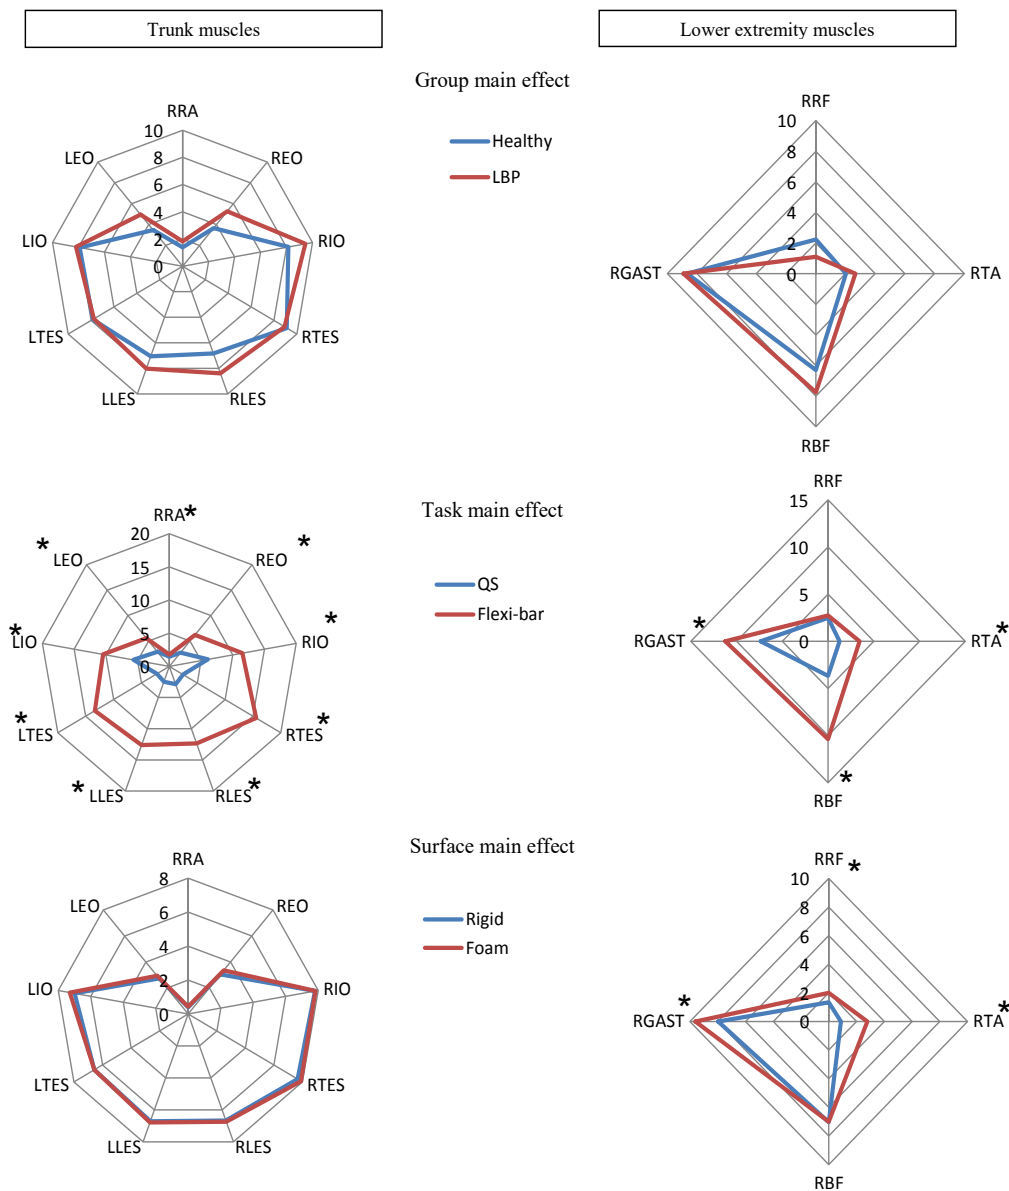 Trunk muscles
Lower extremity muscles
Group main effect
RRA
10
8
6
4
2
0
REO
RIO
RTES
RLES
LLES
LTES
LIO
LEO
Healthy
LBP
RRF
10
8
6
4
2
0
RTA
RBF
RGAST
Task main effect
RRA*
20
15
10
5
0
REO
*
RIO
*
RTES
*
RLES*
LLES
*
LTES
*
LIO
*
LEO
*
QS
Flexi-bar
RRF
15
10
5
0
RTA*
RBF
*
RGAST
*
Surface main effect
RRA
8
6
4
2
0
REO
RIO
RTES
RLES
LLES
LTES
LIO
LEO
Rigid
Foam
RRF *
10
8
6
4
2
0
RTA*
RBF
RGAST
*